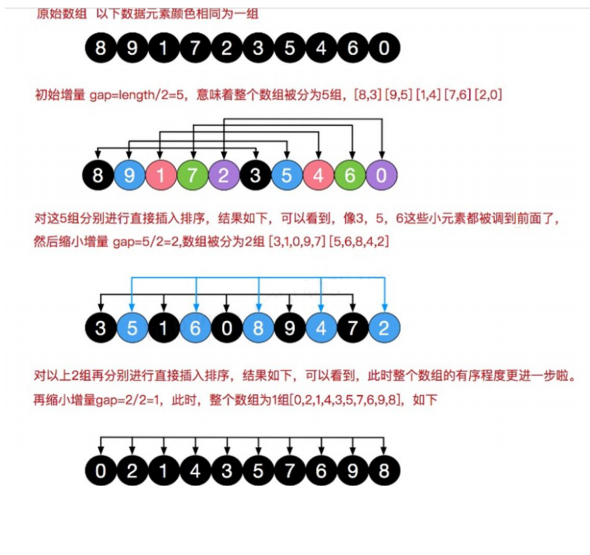 原始数组 以下数据元素颜色相同为一组
8 9 1 7 2 3 5 4 6 0
初始增量 gap=length/2=5，意味着整个数组被分为5组，[8,3] [9,5] [1,4] [7,6] [2,0]
8 9 1 7 2 3 5 4 6 0
对这5组分别进行直接插入排序，结果如下，可以看到，像3，5，6这些小元素都被调到前面了，
然后缩小增量 gap=5/2=2,数组被分为2组 [3,1,0,9,7] [5,6,8,4,2]
3 5 1 6 0 8 9 4 7 2
对以上2组再分别进行直接插入排序，结果如下，可以看到，此时整个数组的有序程度更进一步啦。
再缩小增量gap=2/2=1，此时，整个数组为1组[0,2,1,4,3,5,7,6,9,8]，如下
0 2 1 4 3 5 7 6 9 8